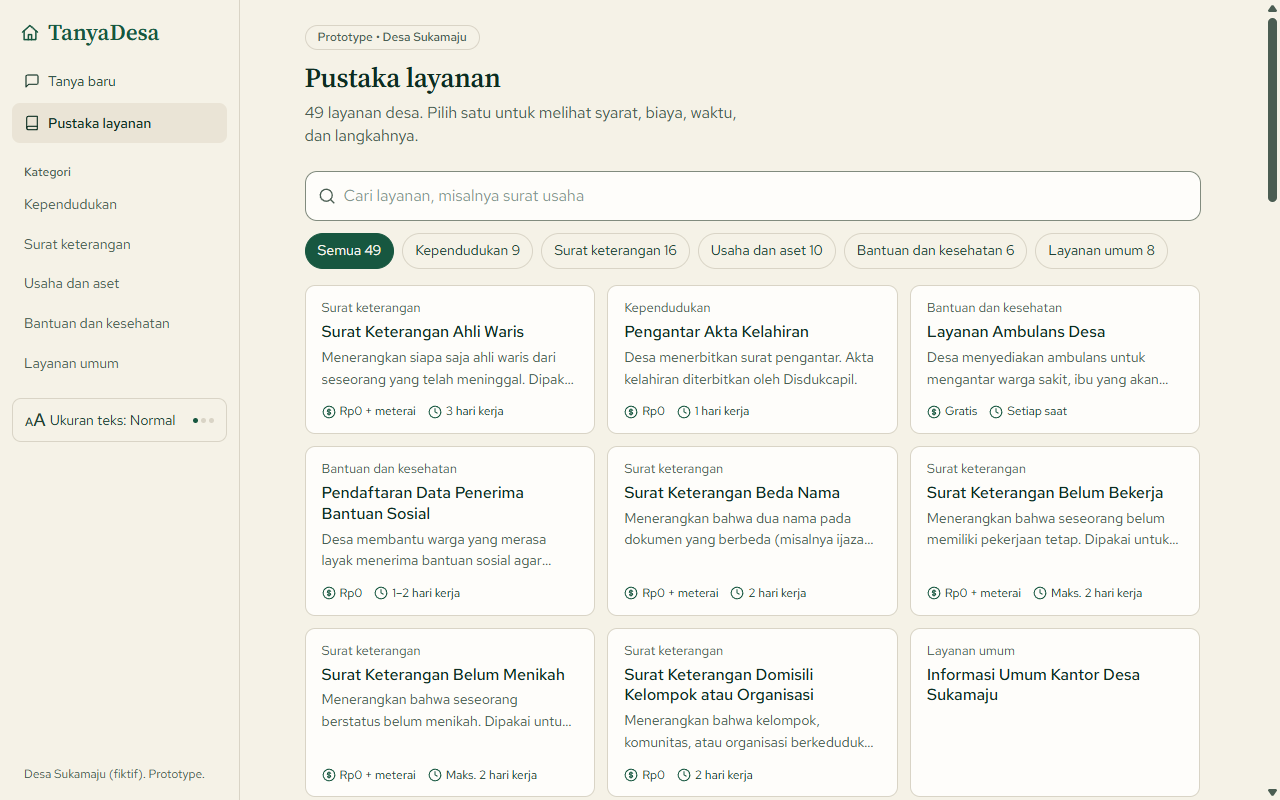 TanyaDesa
Tanya baru
Pustaka layanan
Kategori
Kependudukan
Surat keterangan
Usaha dan aset
Bantuan dan kesehatan
Layanan umum
AA Ukuran teks: Normal
Desa Sukamaju (fiktif). Prototype.
Prototype • Desa Sukamaju
Pustaka layanan
49 layanan desa. Pilih satu untuk melihat syarat, biaya, waktu,
dan langkahnya.
Cari layanan, misalnya surat usaha
Semua 49
Kependudukan 9
Surat keterangan 16
Usaha dan aset 10
Bantuan dan kesehatan 6
Layanan umum 8
Surat keterangan
Surat Keterangan Ahli Waris
Menerangkan siapa saja ahli waris dari
seseorang yang telah meninggal. Dipak...
Rp0 + meterai
3 hari kerja
Kependudukan
Pengantar Akta Kelahiran
Desa menerbitkan surat pengantar. Akta
kelahiran diterbitkan oleh Disdukcapil.
Rp0
1 hari kerja
Bantuan dan kesehatan
Layanan Ambulans Desa
Desa menyediakan ambulans untuk
mengantar warga sakit, ibu yang akan...
Gratis
Setiap saat
Bantuan dan kesehatan
Pendaftaran Data Penerima
Bantuan Sosial
Desa membantu warga yang merasa
layak menerima bantuan sosial agar...
Rp0
1–2 hari kerja
Surat keterangan
Surat Keterangan Beda Nama
Menerangkan bahwa dua nama pada
dokumen yang berbeda (misalnya ijaza...
Rp0 + meterai
2 hari kerja
Surat keterangan
Surat Keterangan Belum Bekerja
Menerangkan bahwa seseorang belum
memiliki pekerjaan tetap. Dipakai untuk...
Rp0 + meterai
Maks. 2 hari kerja
Surat keterangan
Surat Keterangan Belum Menikah
Menerangkan bahwa seseorang
berstatus belum menikah. Dipakai untu...
Rp0 + meterai
Maks. 2 hari kerja
Surat keterangan
Surat Keterangan Domisili
Kelompok atau Organisasi
Menerangkan bahwa kelompok,
komunitas, atau organisasi berkeduduk...
Rp0
2 hari kerja
Layanan umum
Informasi Umum Kantor Desa
Sukamaju